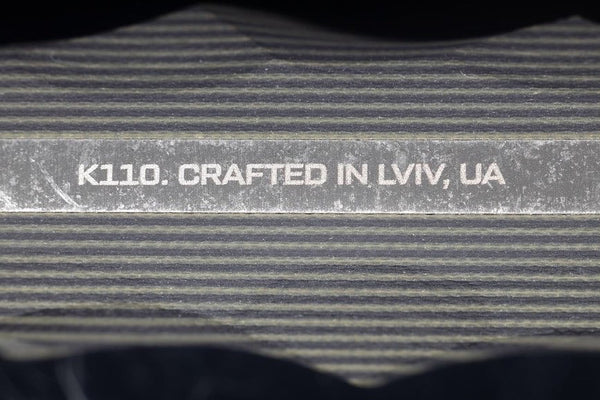 K110. CRAFTED IN LVIV, UA